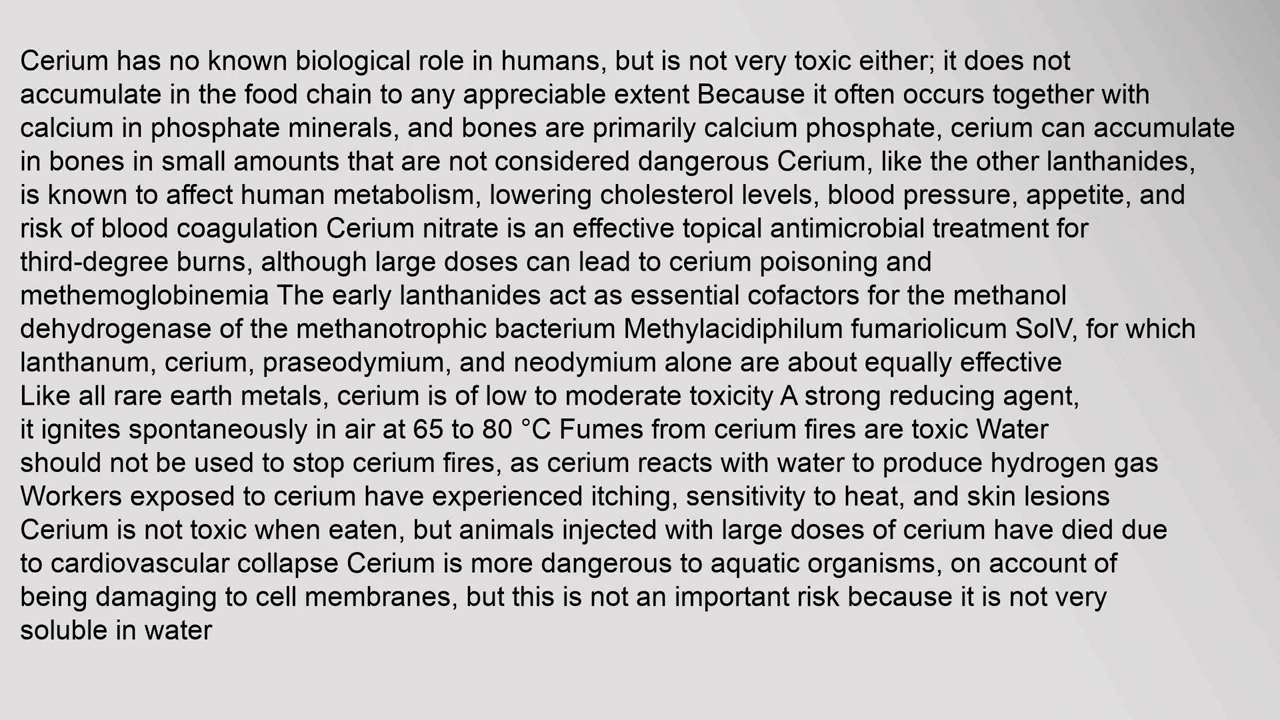 Cerium has no known biological role in humans, but is not very toxic either; it does not
accumulate in the food chain to any appreciable extent Because it often occurs together with
calcium in phosphate minerals, and bones are primarily calcium phosphate, cerium can accumulate
in bones in small amounts that are not considered dangerous Cerium, like the other lanthanides,
is known to affect human metabolism, lowering cholesterol levels, blood pressure, appetite, and
risk of blood coagulation Cerium nitrate is an effective topical antimicrobial treatment for
third-degree burns, although large doses can lead to cerium poisoning and
methemoglobinemia The early lanthanides act as essential cofactors for the methanol
dehydrogenase of the methanotrophic bacterium Methylacidiphilum fumariolicum SolV, for which
lanthanum, cerium, praseodymium, and neodymium alone are about equally effective
Like all rare earth metals, cerium is of low to moderate toxicity A strong reducing agent,
it ignites spontaneously in air at 65 to 80 °C Fumes from cerium fires are toxic Water
should not be used to stop cerium fires, as cerium reacts with water to produce hydrogen gas
Workers exposed to cerium have experienced itching, sensitivity to heat, and skin lesions
Cerium is not toxic when eaten, but animals injected with large doses of cerium have died due
to cardiovascular collapse Cerium is more dangerous to aquatic organisms, on account of
being damaging to cell membranes, but this is not an important risk because it is not very
soluble in water